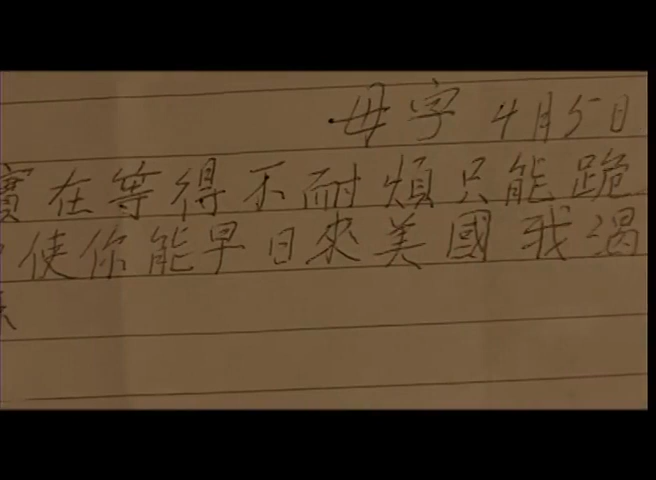 母字 4月5日
實在等得不耐煩只能跪
使你能早日來美國 我過